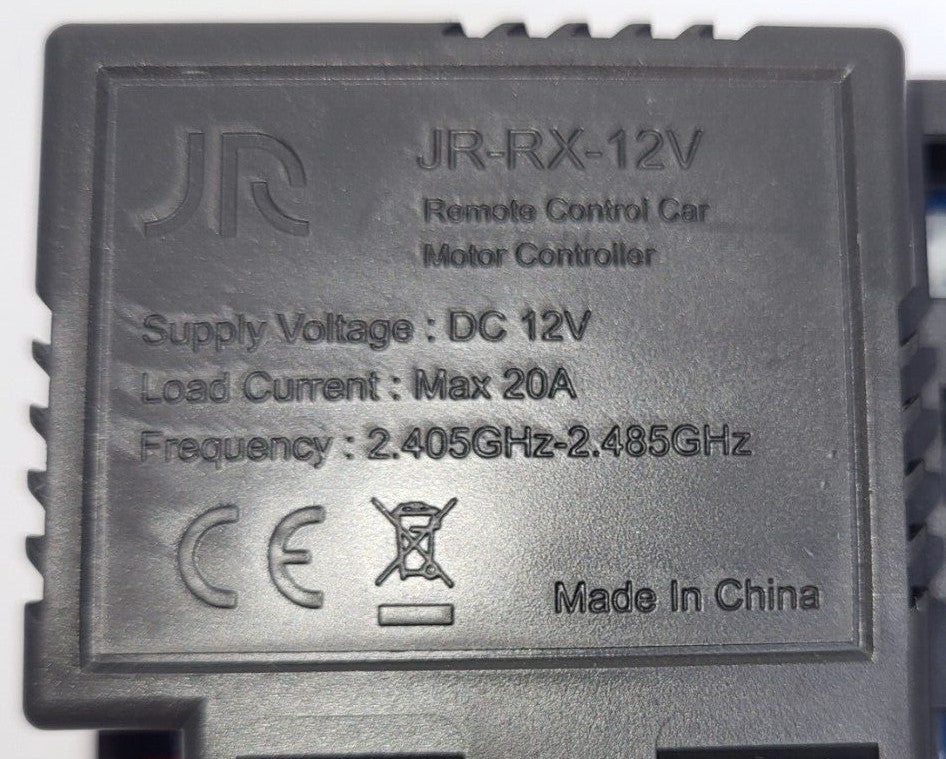 JR
JR-RX-12V
Remote Control Car
Motor Controller
Supply Voltage : DC 12V
Load Current : Max 20A
Frequency : 2.405GHz-2.485GHz
CE
Made In China